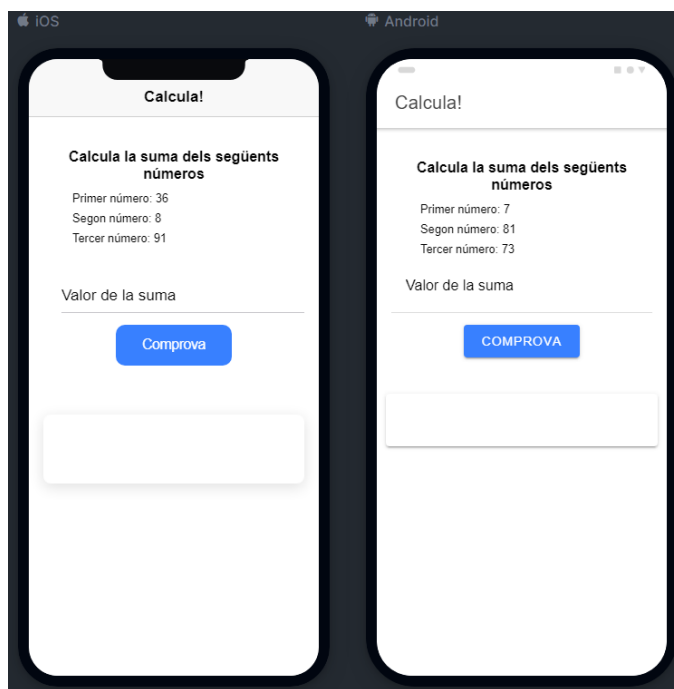 iOS
Calcula!
Calcula la suma dels següents
números
Primer número: 36
Segon número: 8
Tercer número: 91
Valor de la suma
Comprova
Android
Calcula!
Calcula la suma dels següents
números
Primer número: 7
Segon número: 81
Tercer número: 73
Valor de la suma
COMPROVA